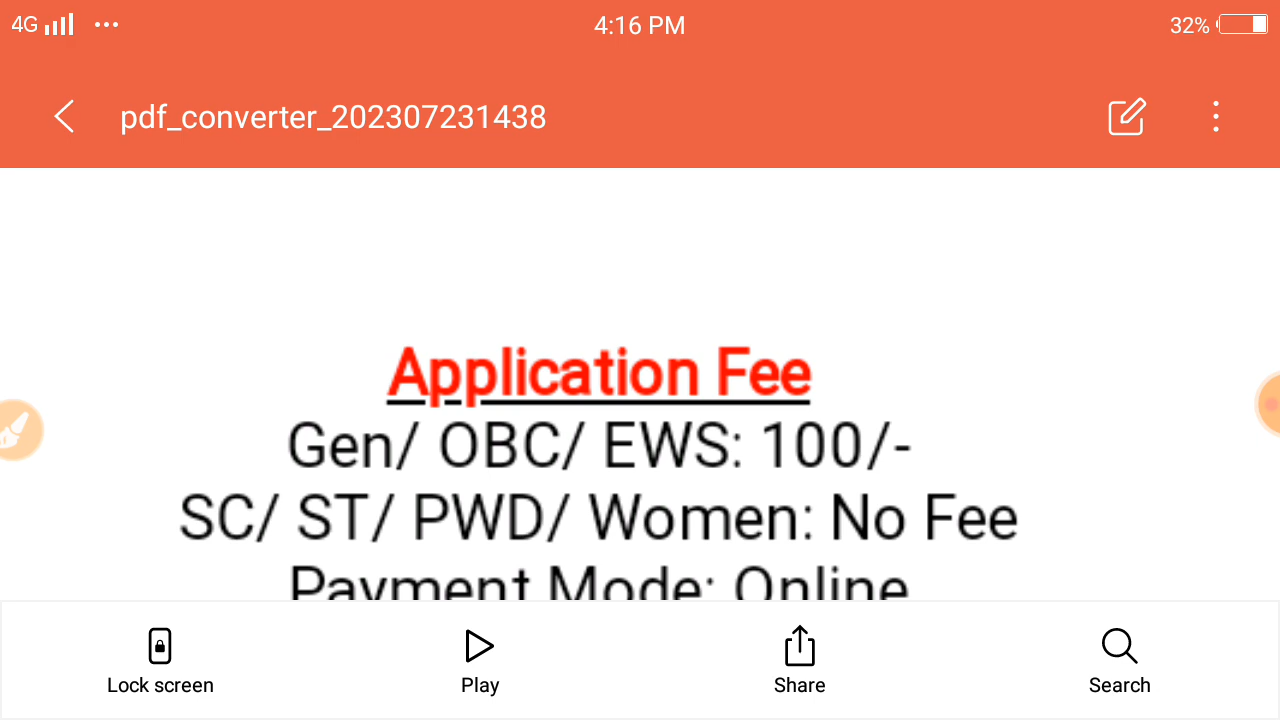 4G 4:16 PM 32%
pdf_converter_202307231438
Application Fee
Gen/ OBC/ EWS: 100/-
SC/ ST/ PWD/ Women: No Fee
Payment Mode: Online
Lock screen Play Share Search